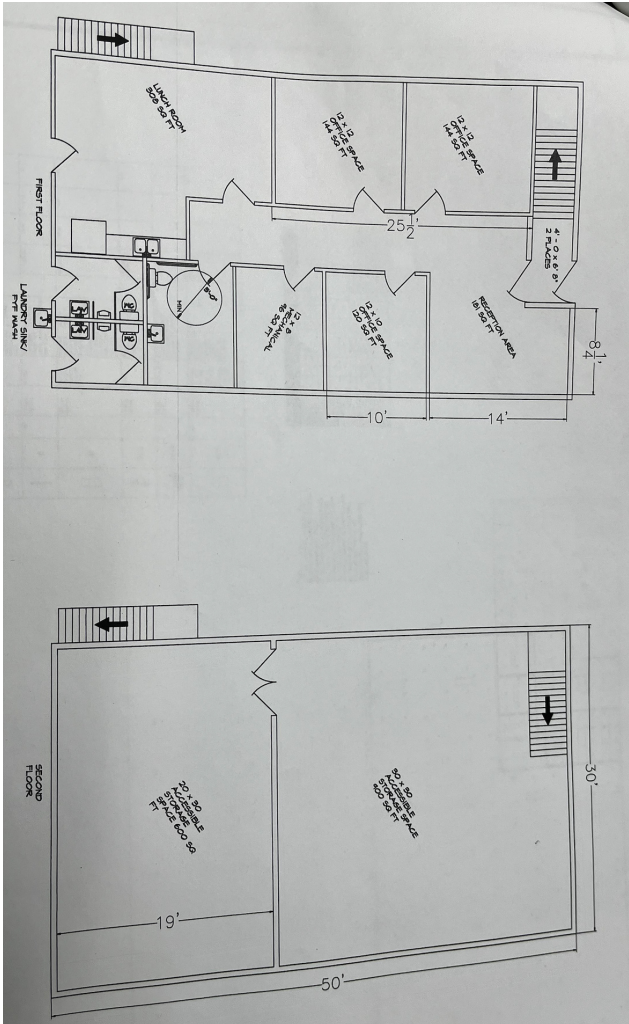 LUNCH ROOM
308 SQ FT
12 x 12
OFFICE SPACE
144 SQ FT
12 x 12
OFFICE SPACE
144 SQ FT
25 1/2'
4' - 0 x 6' 8"
2 PLACES
RECEPTION AREA
181 SQ FT
8 1/4'
12 x 10
OFFICE SPACE
120 SQ FT
12 x 8
MECHANICAL
96 SQ FT
MIN
10'
14'
FIRST FLOOR
LAUNDRY SINK/
30 x 30
ACCESSIBLE
STORAGE SPACE
900 SQ FT
20 x 30
ACCESSIBLE
STORAGE
SPACE 600 SQ
FT
30'
19'
50'
SECOND
FLOOR